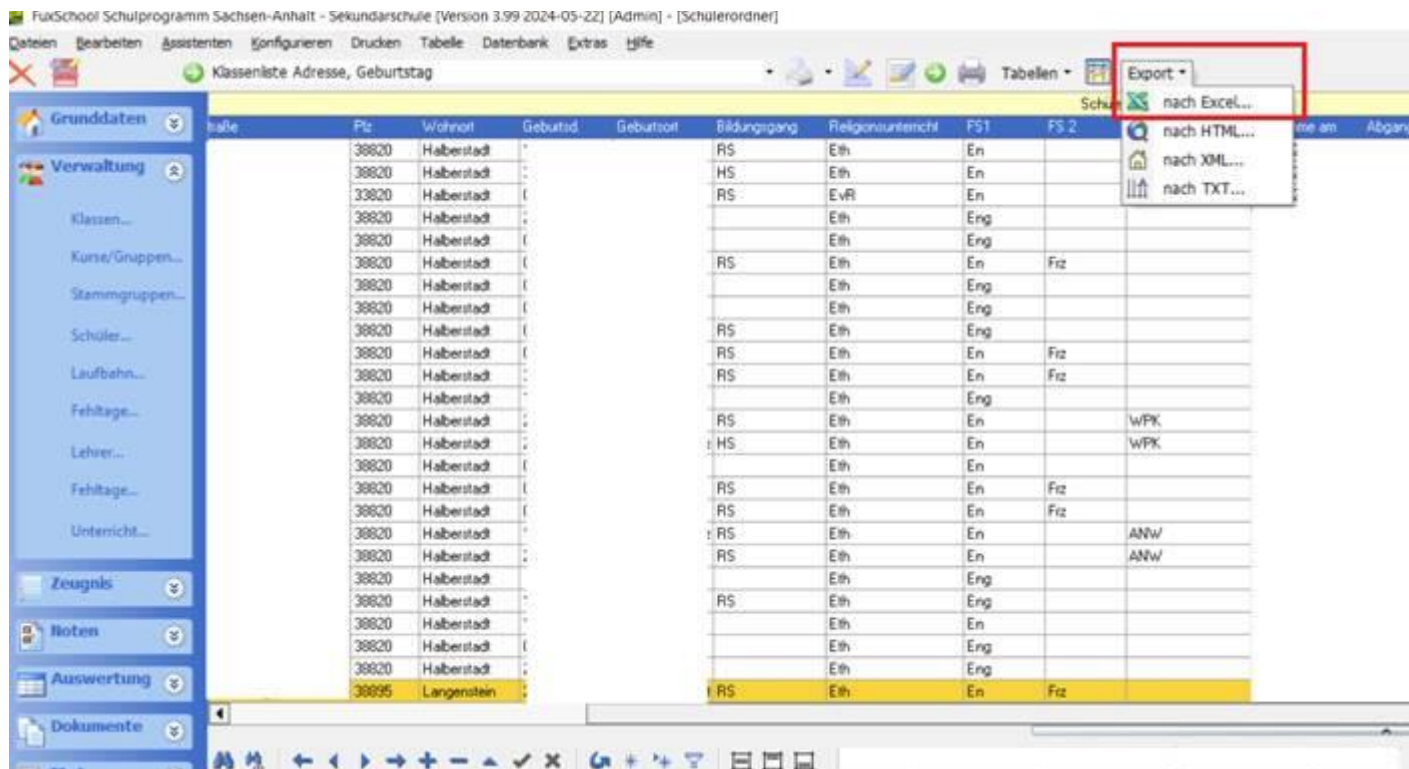 FuxSchool Schulprogramm Sachsen-Anhalt - Sekundarschule [Version 3.99 2024-05-22] [Admin] - [Schülerordner]
Dateien Bearbeiten Assistenten Konfigurieren Drucken Tabelle Datenbank Extras Hilfe
Klassenliste Adresse, Geburtstag Tabellen Export
nach Excel...
nach HTML...
nach XML...
nach TXT...
Grunddaten
Verwaltung
Klassen...
Kurse/Gruppen...
Stammgruppen...
Schüler...
Laufbahn...
Fehltage...
Lehrer...
Fehltage...
Unterricht...
Zeugnis
Noten
Auswertung
Dokumente
Plz Wohnort Geburtsd Geburtsort Bildungsgang Religionsunterricht FS1 FS 2 me am Abgang
38820 Halberstadt RS Eth En
38820 Halberstadt HS Eth En
33820 Halberstadt RS EvR En
38820 Halberstadt Eth Eng
38820 Halberstadt Eth Eng
38820 Halberstadt RS Eth En Frz
38820 Halberstadt Eth Eng
38820 Halberstadt Eth Eng
38820 Halberstadt RS Eth Eng
38820 Halberstadt RS Eth En Frz
38820 Halberstadt RS Eth En Frz
38820 Halberstadt Eth Eng
38820 Halberstadt RS Eth En WPK
38820 Halberstadt HS Eth En WPK
38820 Halberstadt Eth En
38820 Halberstadt RS Eth En Frz
38820 Halberstadt RS Eth En Frz
38820 Halberstadt RS Eth En ANW
38820 Halberstadt RS Eth En ANW
38820 Halberstadt Eth Eng
38820 Halberstadt RS Eth Eng
38820 Halberstadt Eth En
38820 Halberstadt Eth Eng
38820 Halberstadt Eth Eng
38895 Langenstein RS Eth En Frz